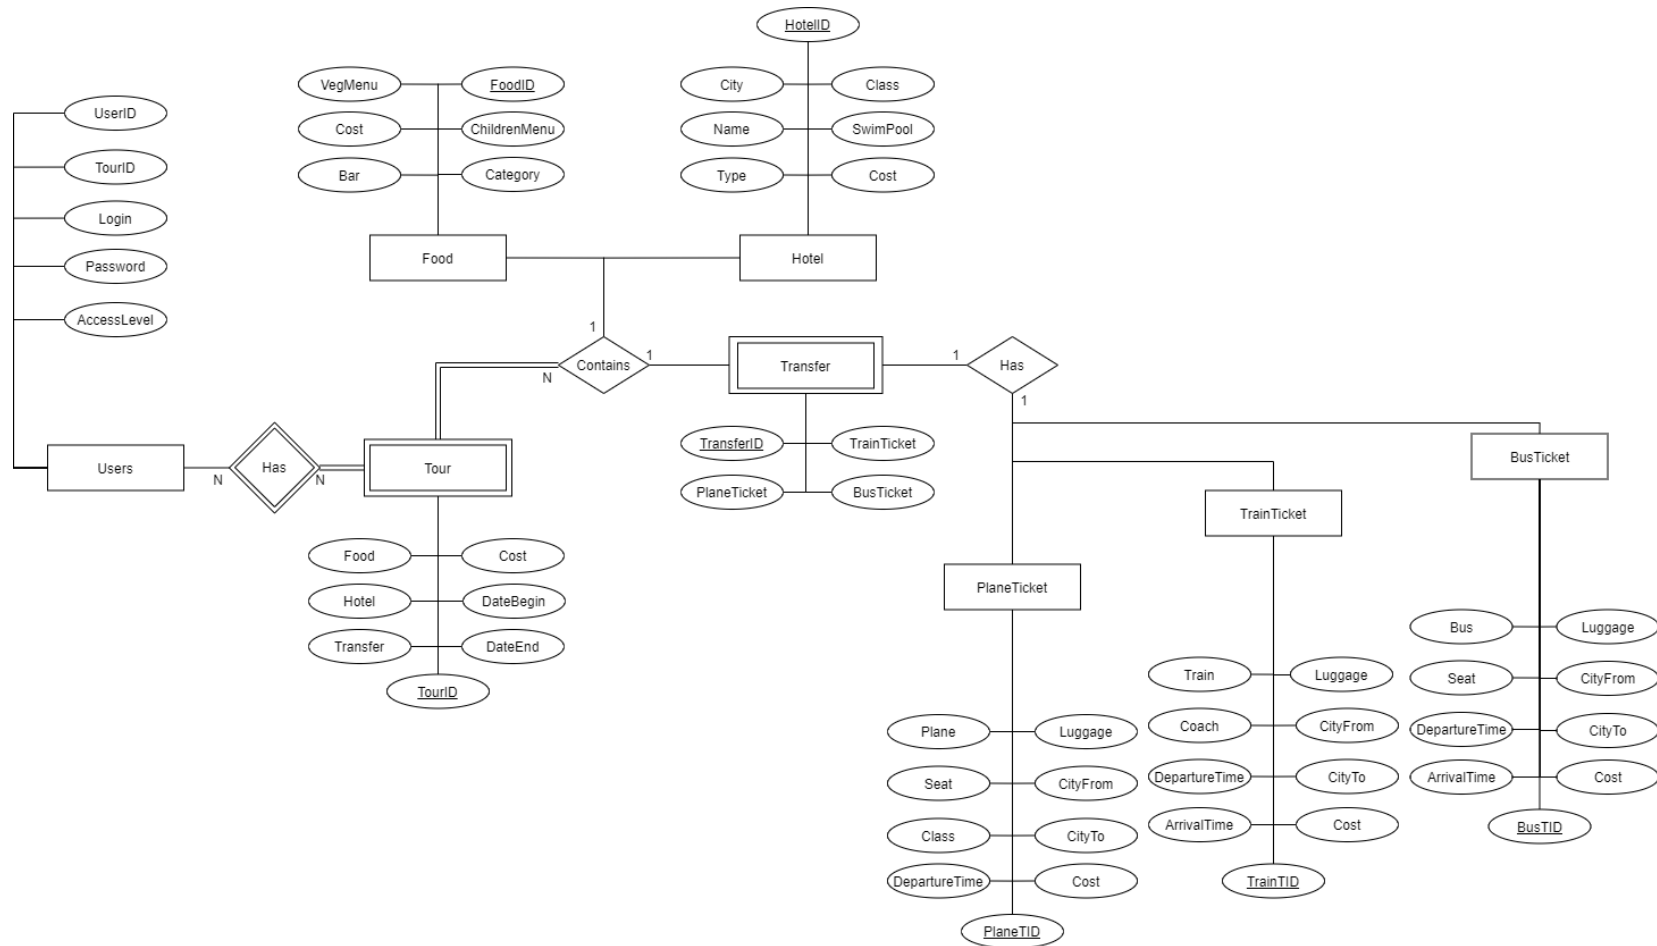 HotelID
VegMenu
FoodID
City
Class
UserID
Cost
ChildrenMenu
Name
SwimPool
TourID
Bar
Category
Type
Cost
Login
Food
Hotel
Password
AccessLevel
1
Contains
1
N
Transfer
1
Has
1
TransferID
TrainTicket
PlaneTicket
BusTicket
Users
N
Has
N
Tour
BusTicket
TrainTicket
PlaneTicket
Food
Cost
Hotel
DateBegin
Transfer
DateEnd
TourID
Plane
Luggage
Seat
CityFrom
Class
CityTo
DepartureTime
Cost
PlaneTID
Train
Luggage
Coach
CityFrom
DepartureTime
CityTo
ArrivalTime
Cost
TrainTID
Bus
Luggage
Seat
CityFrom
DepartureTime
CityTo
ArrivalTime
Cost
BusTID